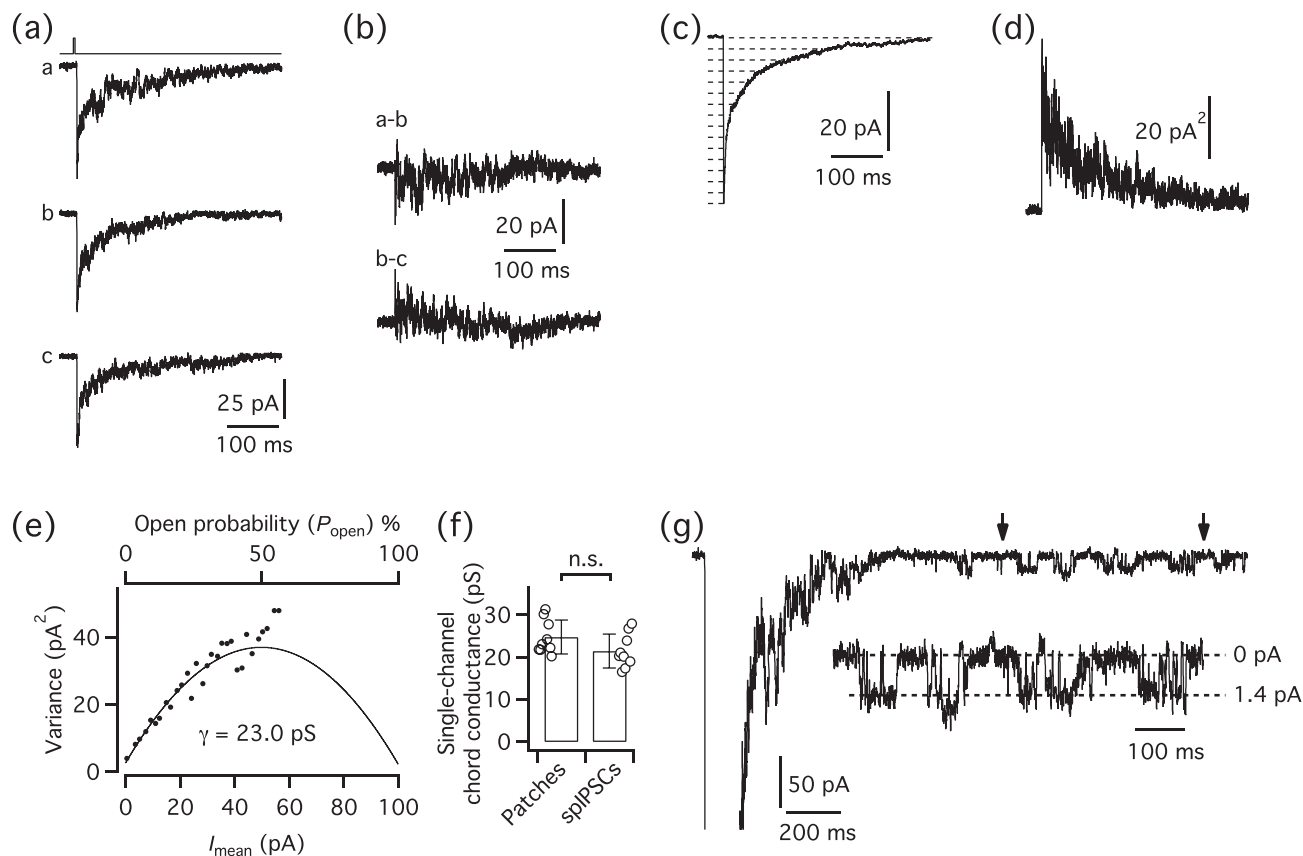 (a)
a
b
c
25 pA
100 ms
(b)
a-b
20 pA
100 ms
b-c
(c)
20 pA
100 ms
(d)
20 pA²
(e)
Open probability (Popen) %
0 50 100
Variance (pA²)
40
20
0
γ = 23.0 pS
0 20 40 60 80 100
Imean (pA)
(f)
n.s.
Single-channel
chord conductance (pS)
30
20
10
0
Patches
spIPSCs
(g)
0 pA
1.4 pA
100 ms
50 pA
200 ms